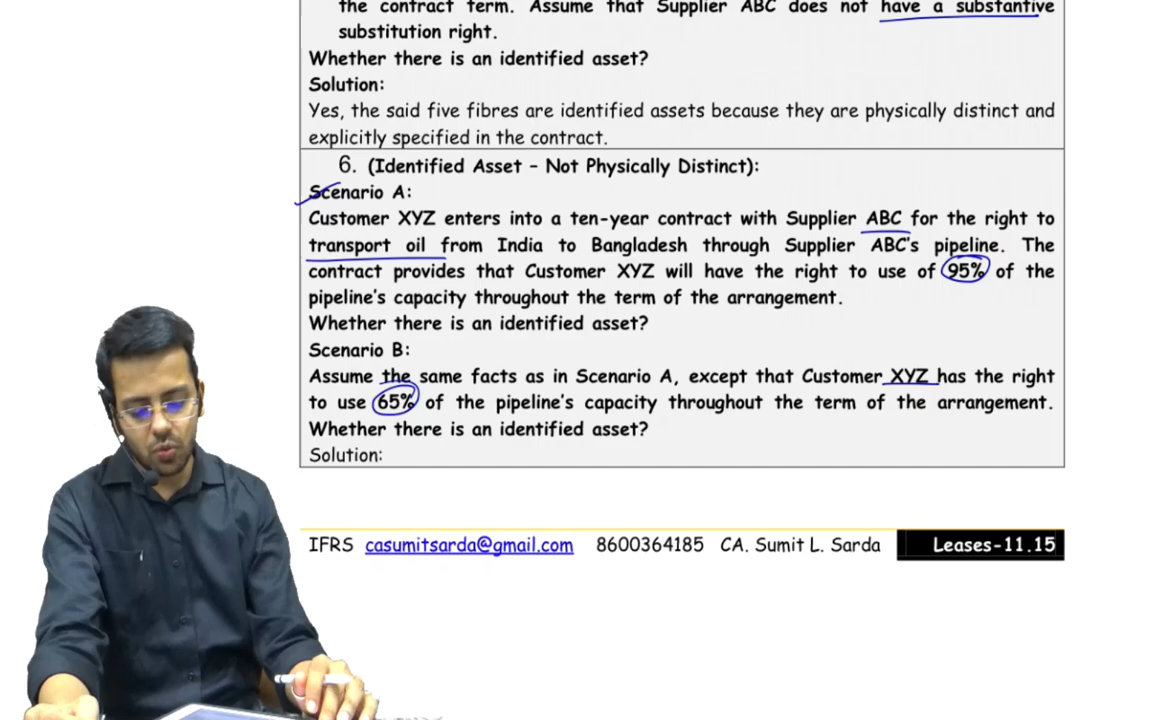 the contract term. Assume that Supplier ABC does not have a substantive
substitution right.
Whether there is an identified asset?
Solution:
Yes, the said five fibres are identified assets because they are physically distinct and
explicitly specified in the contract.
6. (Identified Asset – Not Physically Distinct):
Scenario A:
Customer XYZ enters into a ten-year contract with Supplier ABC for the right to
transport oil from India to Bangladesh through Supplier ABC's pipeline. The
contract provides that Customer XYZ will have the right to use of 95% of the
pipeline's capacity throughout the term of the arrangement.
Whether there is an identified asset?
Scenario B:
Assume the same facts as in Scenario A, except that Customer XYZ has the right
to use 65% of the pipeline's capacity throughout the term of the arrangement.
Whether there is an identified asset?
Solution:
IFRS casumitsarda@gmail.com 8600364185 CA. Sumit L. Sarda Leases-11.15